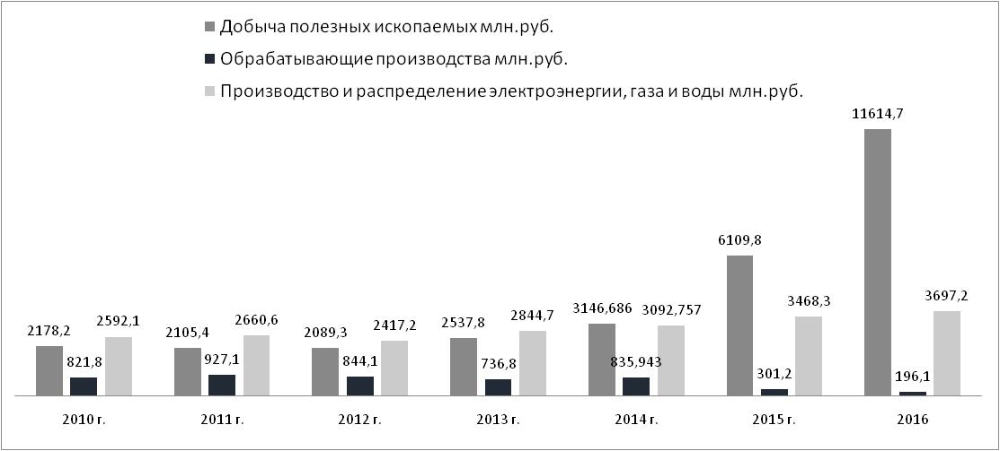 Добыча полезных ископаемых млн.руб.
Обрабатывающие производства млн.руб.
Производство и распределение электроэнергии, газа и воды млн.руб.
11614,7
6109,8
3146,686 3092,757 3468,3 3697,2
2178,2 2592,1 2105,4 2660,6 2089,3 2417,2 2537,8 2844,7
821,8 927,1 844,1 736,8 835,943 301,2 196,1
2010 г. 2011 г. 2012 г. 2013 г. 2014 г. 2015 г. 2016